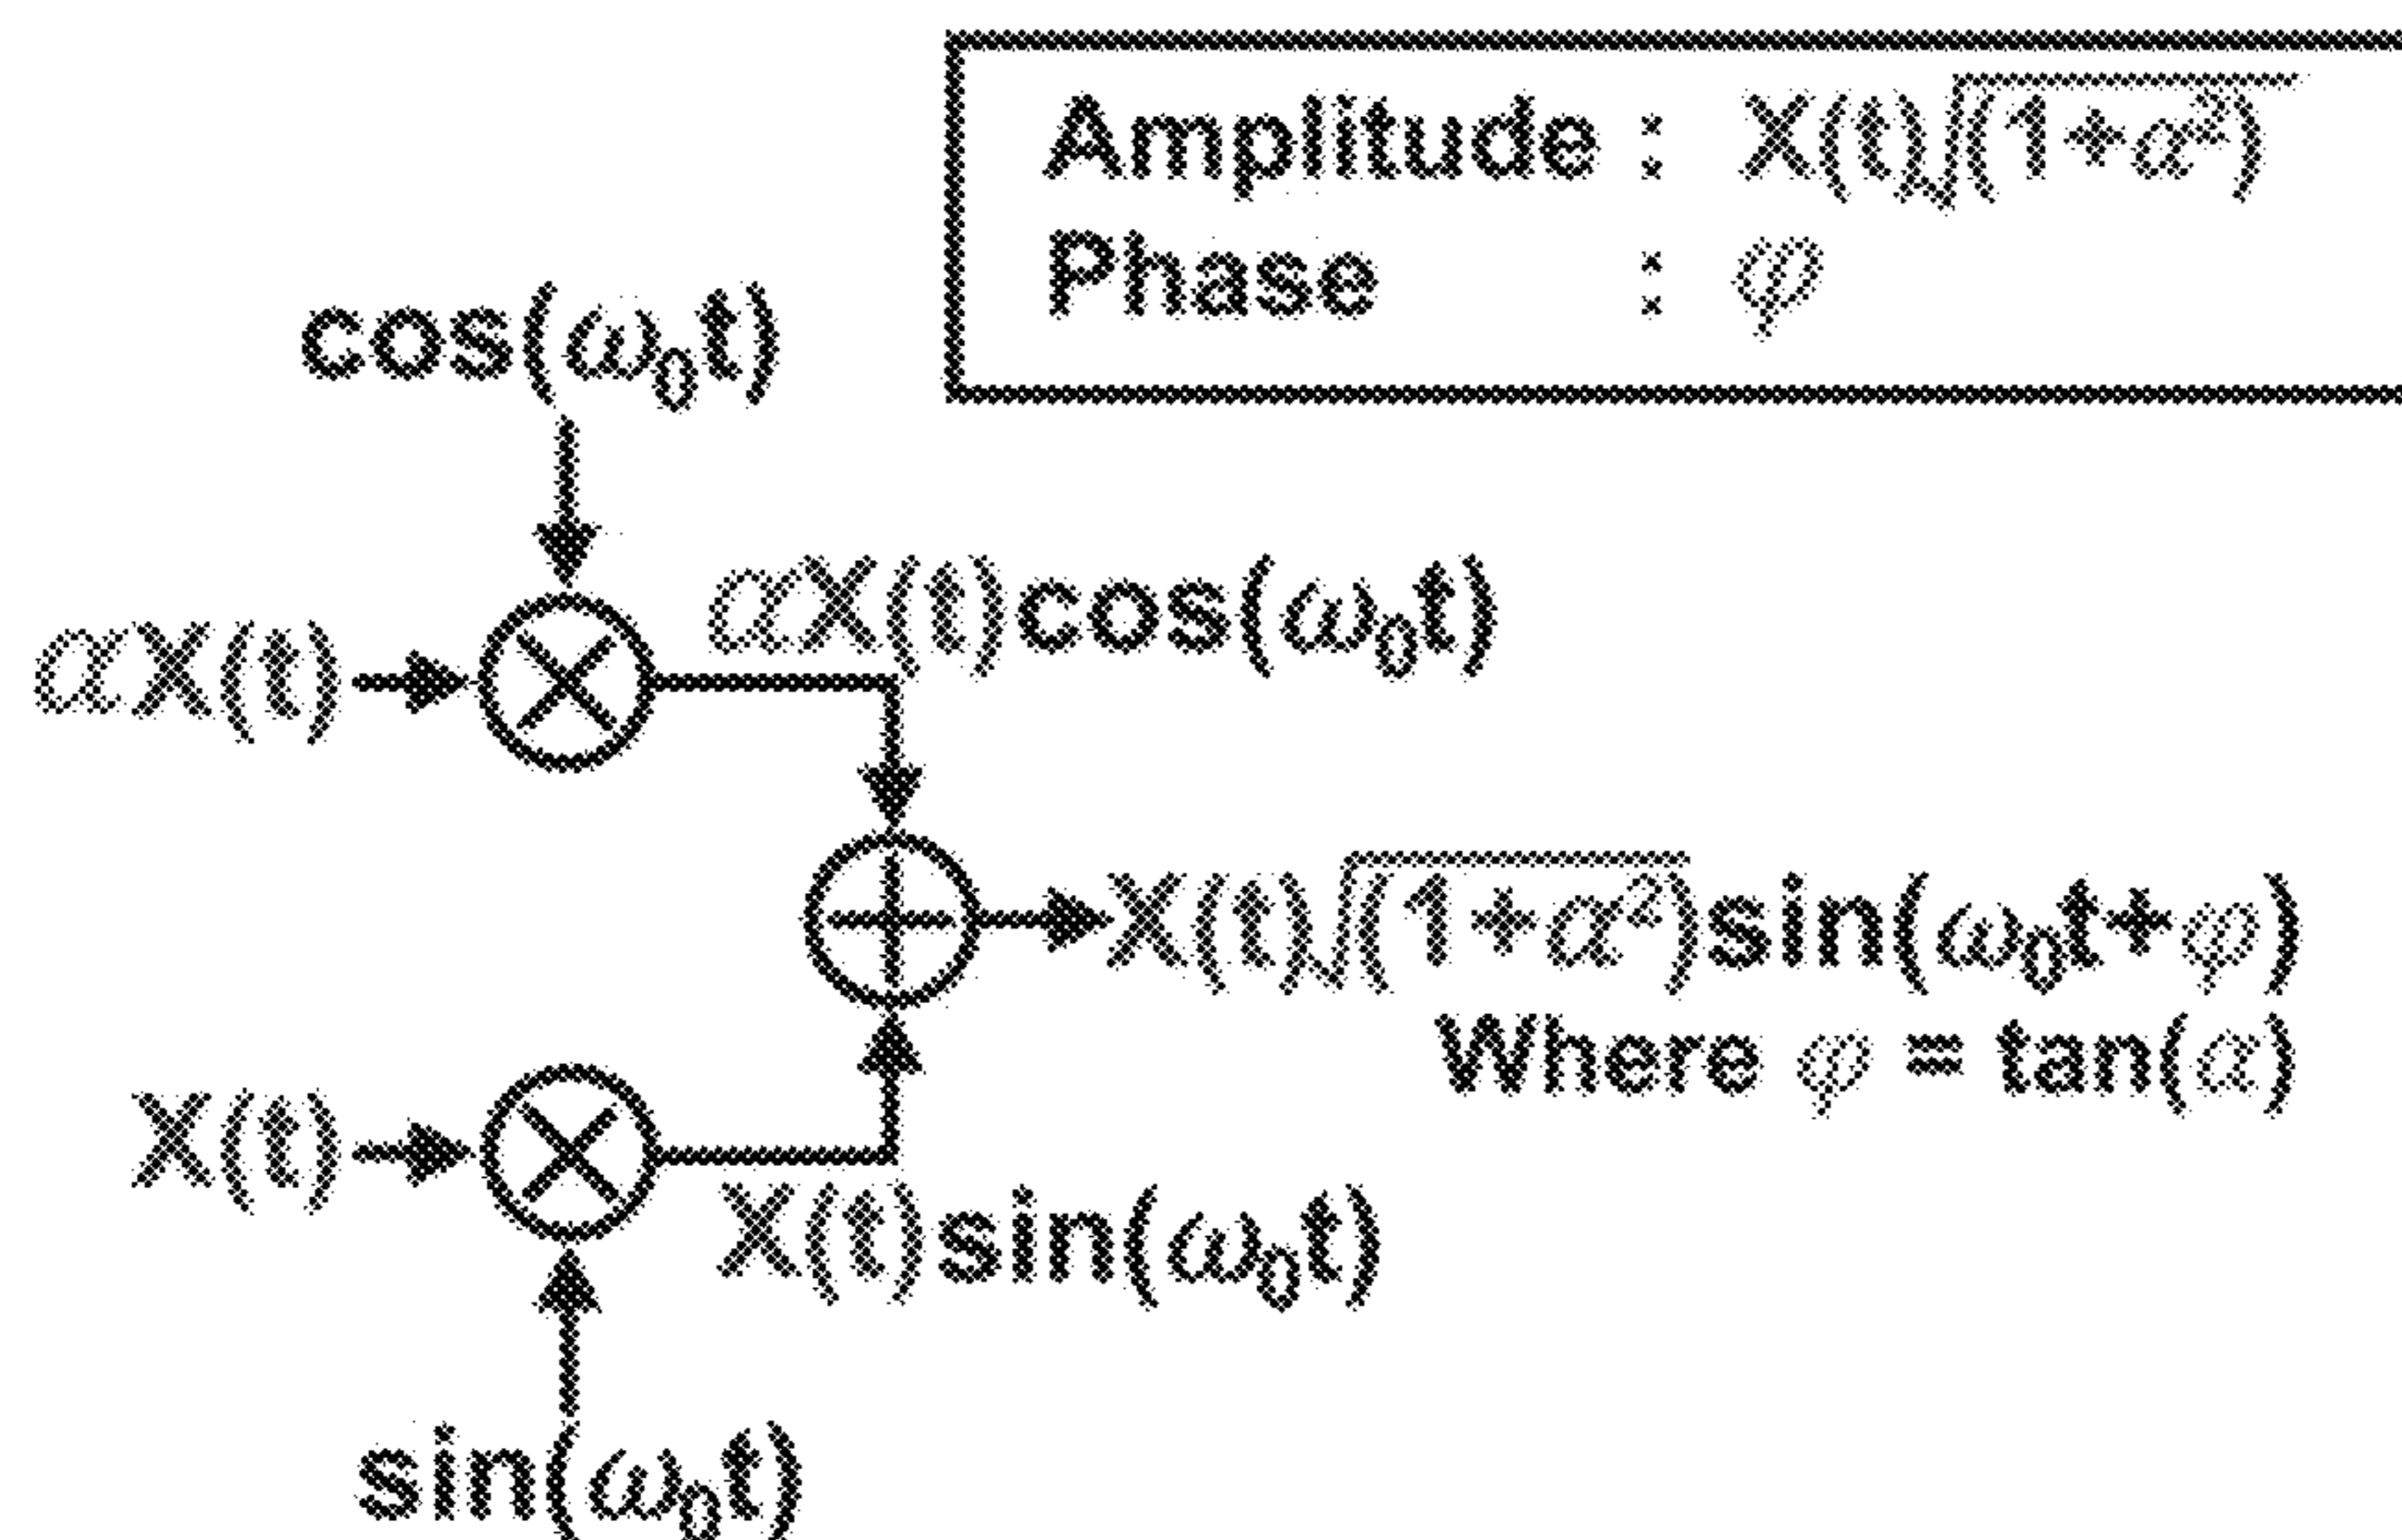 Amplitude : X(t)√(1+α²)
Phase : φ
cos(ω₀t)
αX(t)cos(ω₀t)
αX(t)
X(t)√(1+α²)sin(ω₀t+φ)
Where φ = tan(α)
X(t)
X(t)sin(ω₀t)
sin(ω₀t)